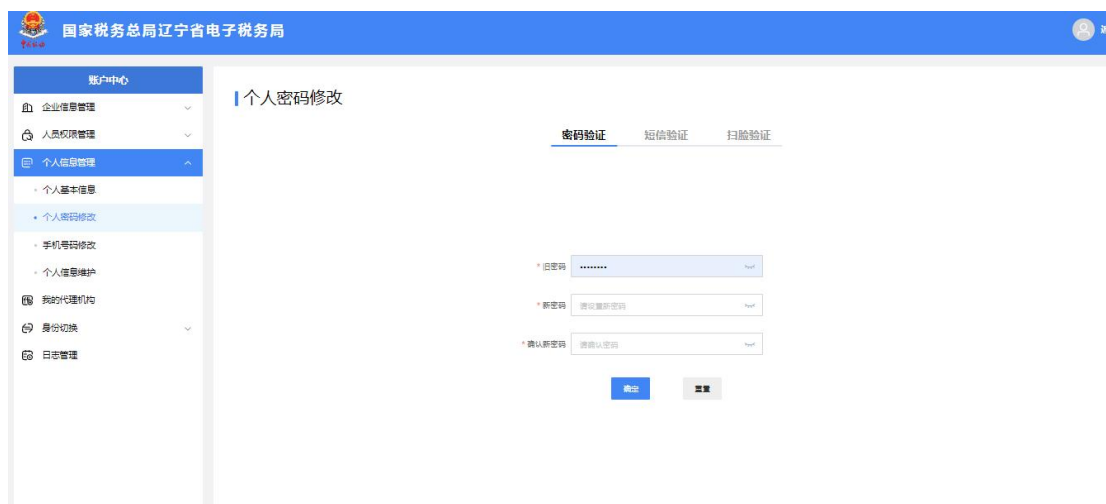 国家税务总局辽宁省电子税务局
账户中心
企业信息管理
人员权限管理
个人信息管理
个人基本信息
个人密码修改
手机号码修改
个人信息维护
我的代理机构
身份切换
日志管理
个人密码修改
密码验证 短信验证 扫脸验证
*旧密码 ••••••••
*新密码 请设置新密码
*确认新密码 请确认密码
确定 重置